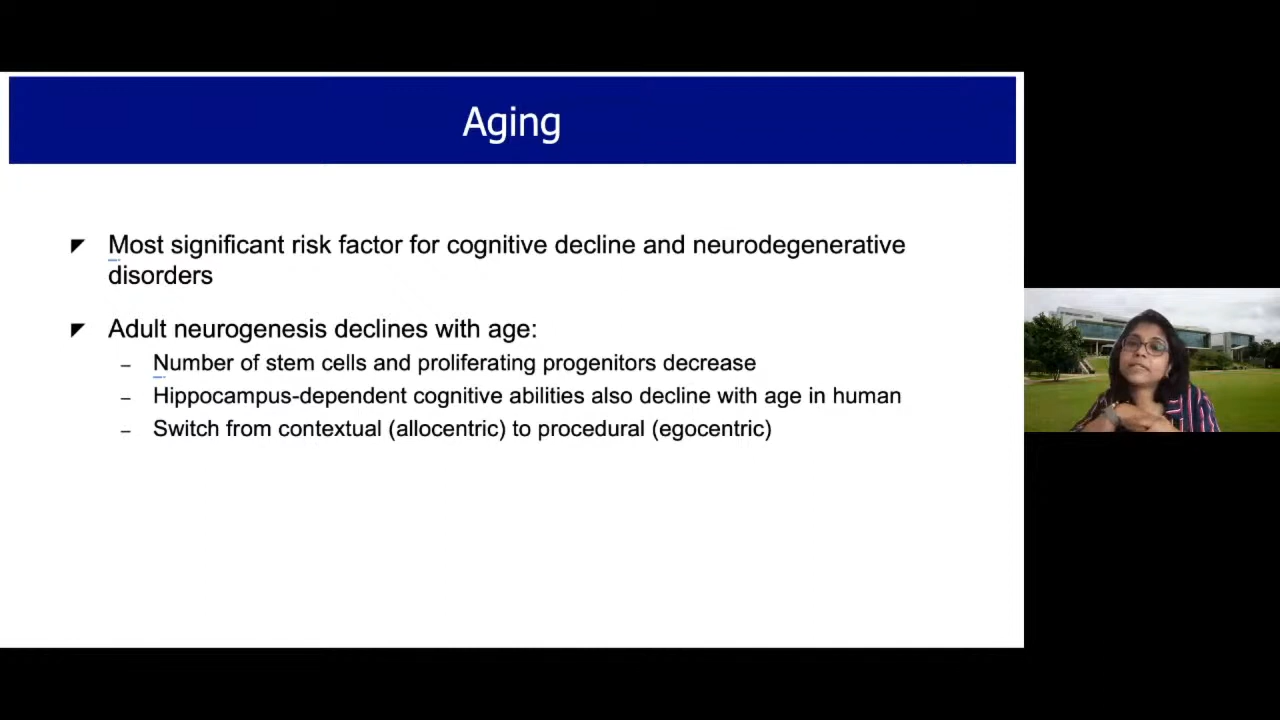 Aging
Most significant risk factor for cognitive decline and neurodegenerative
disorders
Adult neurogenesis declines with age:
– Number of stem cells and proliferating progenitors decrease
– Hippocampus-dependent cognitive abilities also decline with age in human
– Switch from contextual (allocentric) to procedural (egocentric)